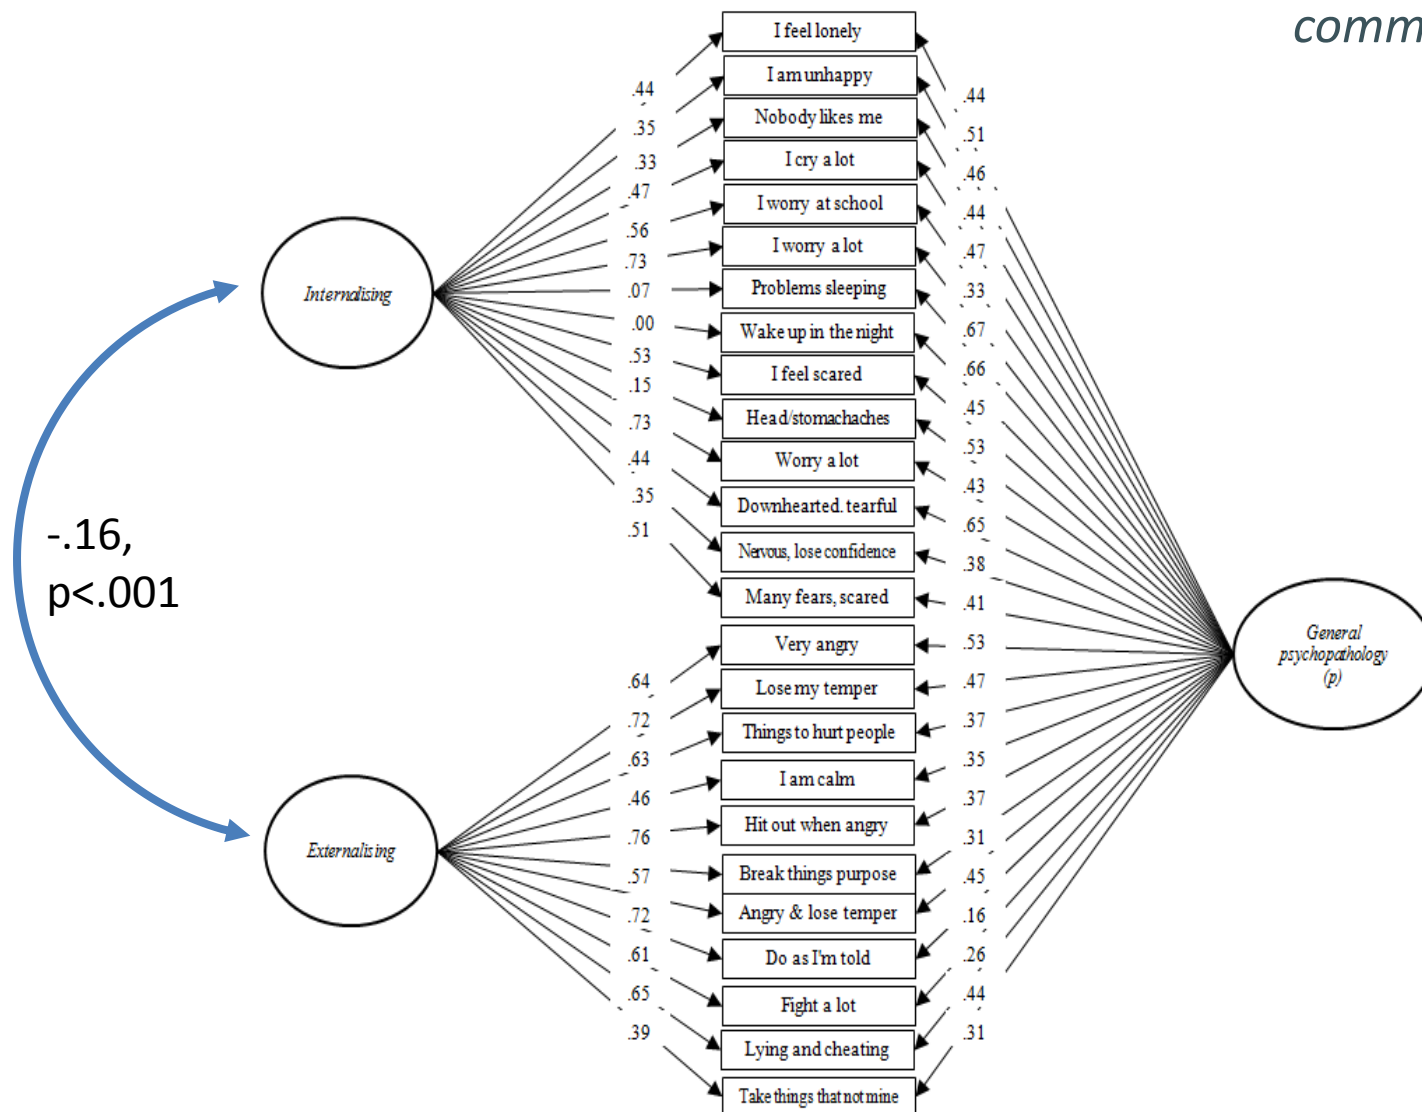 comm
I feel lonely
I am unhappy
Nobody likes me
I cry a lot
I worry at school
I worry a lot
Problems sleeping
Wake up in the night
I feel scared
Head/stomachaches
Worry a lot
Downhearted. tearful
Nervous, lose confidence
Many fears, scared
Very angry
Lose my temper
Things to hurt people
I am calm
Hit out when angry
Break things purpose
Angry & lose temper
Do as I'm told
Fight a lot
Lying and cheating
Take things that not mine
Internalising
.44
.35
.33
.47
.56
.73
.07
.00
.53
.15
.73
.44
.35
.51
-.16,
p<.001
Externalising
.64
.72
.63
.46
.76
.57
.72
.61
.65
.39
.44
.51
.46
.44
.47
.33
.67
.66
.45
.53
.43
.65
.38
.41
.53
.47
.37
.35
.37
.31
.45
.16
.26
.44
.31
General
psychopathology
(p)